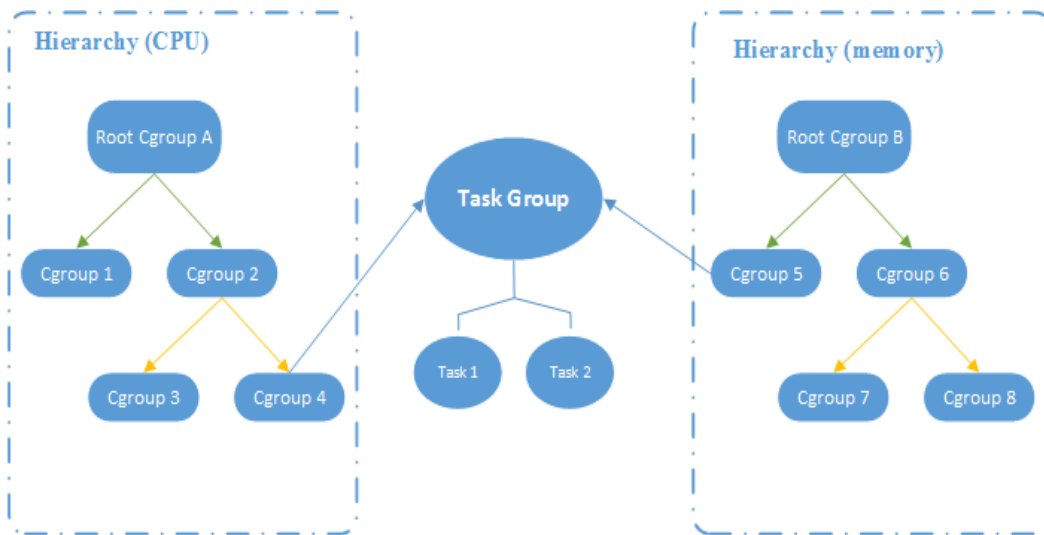 Hierarchy (CPU)
Root Cgroup A
Cgroup 1
Cgroup 2
Cgroup 3
Cgroup 4
Task Group
Task 1
Task 2
Hierarchy (memory)
Root Cgroup B
Cgroup 5
Cgroup 6
Cgroup 7
Cgroup 8